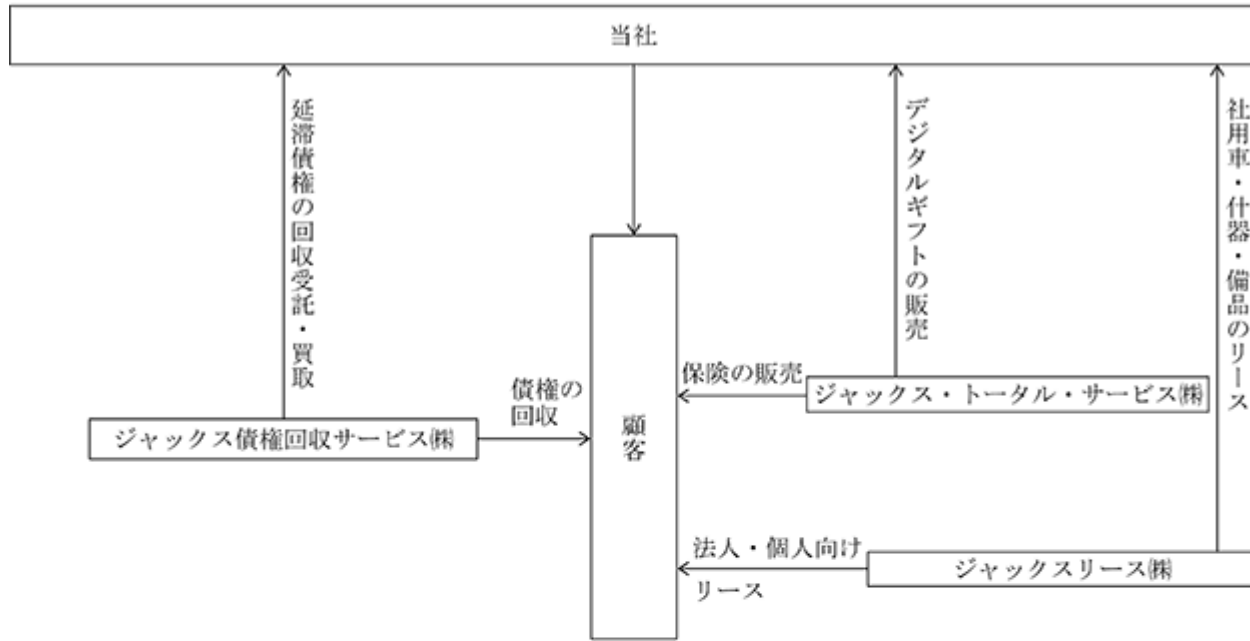 当社
延滞債権の回収受託・買取
デジタルギフトの販売
社用車・什器・備品のリース
保険の販売
ジャックス・トータル・サービス㈱
債権の
回収
ジャックス債権回収サービス㈱
顧客
法人・個人向け
リース
ジャックスリース㈱